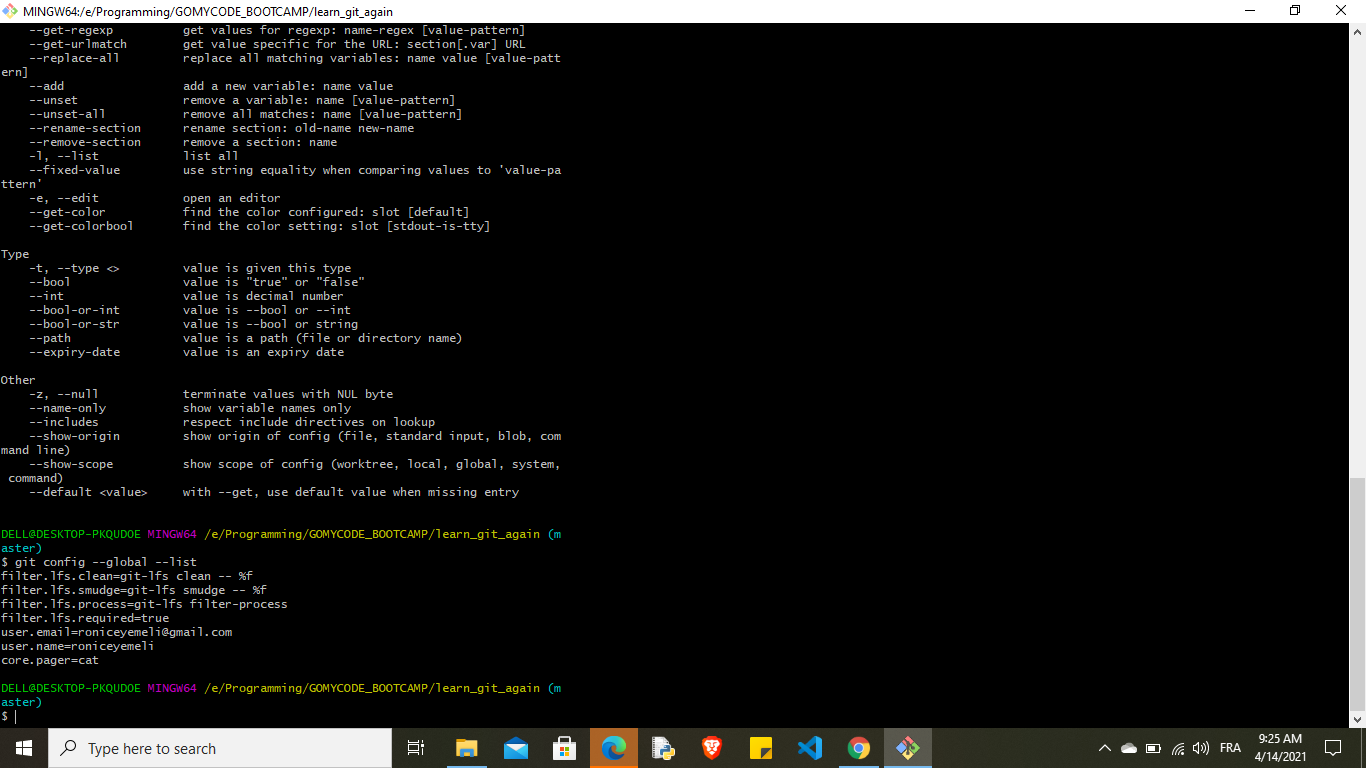 MINGW64:/e/Programming/GOMYCODE_BOOTCAMP/learn_git_again
    --get-regexp          get values for regexp: name-regex [value-pattern]
    --get-urlmatch        get value specific for the URL: section[.var] URL
    --replace-all         replace all matching variables: name value [value-patt
ern]
    --add                 add a new variable: name value
    --unset               remove a variable: name [value-pattern]
    --unset-all           remove all matches: name [value-pattern]
    --rename-section      rename section: old-name new-name
    --remove-section      remove a section: name
    -l, --list            list all
    --fixed-value         use string equality when comparing values to 'value-pa
ttern'
    -e, --edit            open an editor
    --get-color           find the color configured: slot [default]
    --get-colorbool       find the color setting: slot [stdout-is-tty]
Type
    -t, --type <>         value is given this type
    --bool                value is "true" or "false"
    --int                 value is decimal number
    --bool-or-int         value is --bool or --int
    --bool-or-str         value is --bool or string
    --path                value is a path (file or directory name)
    --expiry-date         value is an expiry date
Other
    -z, --null            terminate values with NUL byte
    --name-only           show variable names only
    --includes            respect include directives on lookup
    --show-origin         show origin of config (file, standard input, blob, com
mand line)
    --show-scope          show scope of config (worktree, local, global, system,
 command)
    --default <value>     with --get, use default value when missing entry
DELL@DESKTOP-PKQUDOE MINGW64 /e/Programming/GOMYCODE_BOOTCAMP/learn_git_again (m
aster)
$ git config --global --list
filter.lfs.clean=git-lfs clean -- %f
filter.lfs.smudge=git-lfs smudge -- %f
filter.lfs.process=git-lfs filter-process
filter.lfs.required=true
user.email=roniceyemeli@gmail.com
user.name=roniceyemeli
core.pager=cat
DELL@DESKTOP-PKQUDOE MINGW64 /e/Programming/GOMYCODE_BOOTCAMP/learn_git_again (m
aster)
$
Type here to search
FRA
9:25 AM
4/14/2021